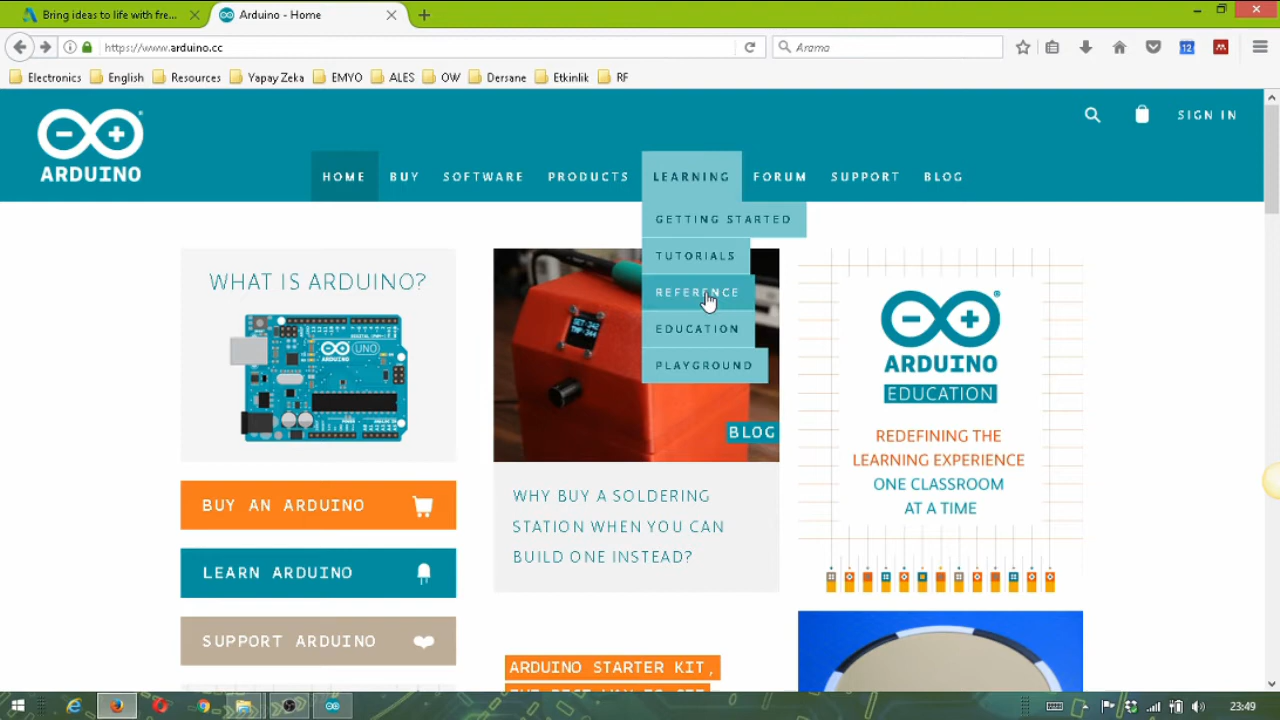 Bring ideas to life with fre...
Arduino - Home
https://www.arduino.cc
Arama
12
Electronics
English
Resources
Yapay Zeka
EMYO
ALES
OW
Dersane
Etkinlik
RF
SIGN IN
ARDUINO
HOME
BUY
SOFTWARE
PRODUCTS
LEARNING
FORUM
SUPPORT
BLOG
GETTING STARTED
TUTORIALS
REFERENCE
EDUCATION
PLAYGROUND
WHAT IS ARDUINO?
ARDUINO
UNO
BUY AN ARDUINO
LEARN ARDUINO
SUPPORT ARDUINO
BLOG
WHY BUY A SOLDERING
STATION WHEN YOU CAN
BUILD ONE INSTEAD?
ARDUINO STARTER KIT,
ARDUINO
EDUCATION
REDEFINING THE
LEARNING EXPERIENCE
ONE CLASSROOM
AT A TIME
23:49